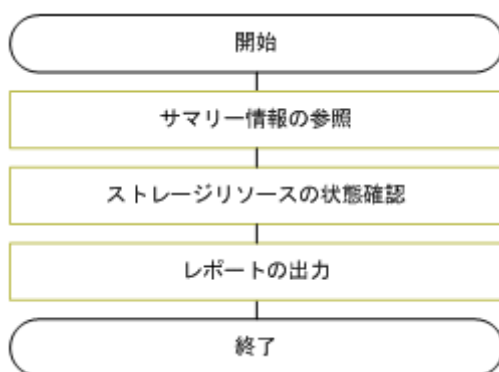 開始
サマリー情報の参照
ストレージリソースの状態確認
レポートの出力
終了